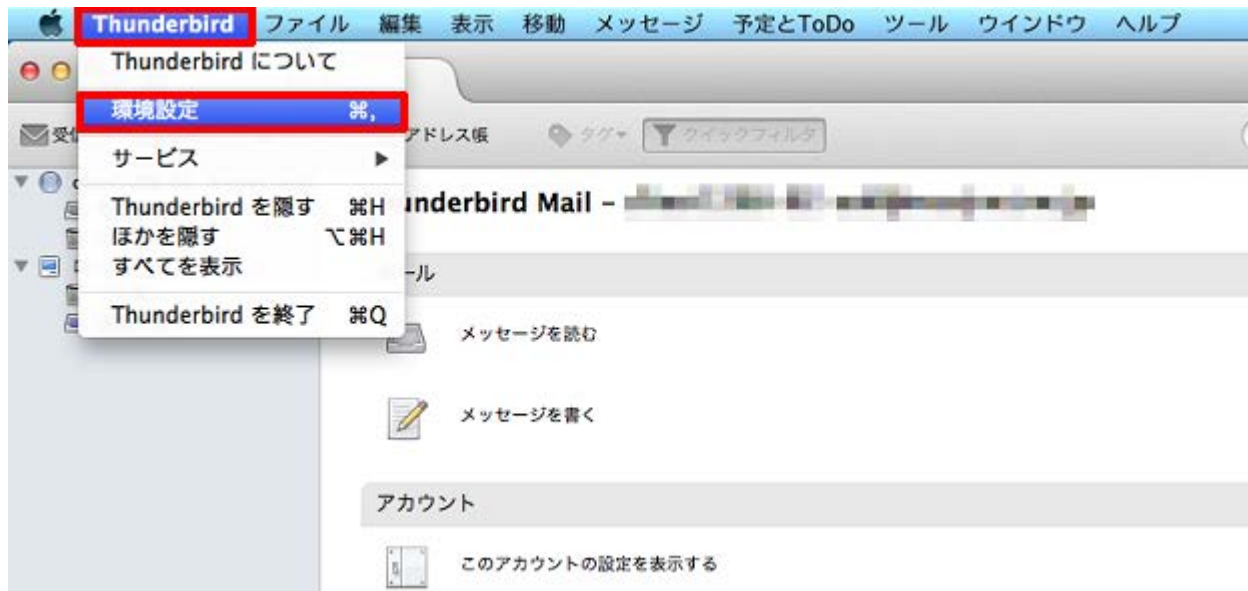 Thunderbird ファイル 編集 表示 移動 メッセージ 予定とToDo ツール ウインドウ ヘルプ
Thunderbird について
環境設定 ⌘,
サービス ▶
Thunderbird を隠す ⌘H
ほかを隠す ⌥⌘H
すべてを表示
Thunderbird を終了 ⌘Q
受信
アドレス帳 タグ クイックフィルタ
underbird Mail –
ール
メッセージを読む
メッセージを書く
アカウント
このアカウントの設定を表示する